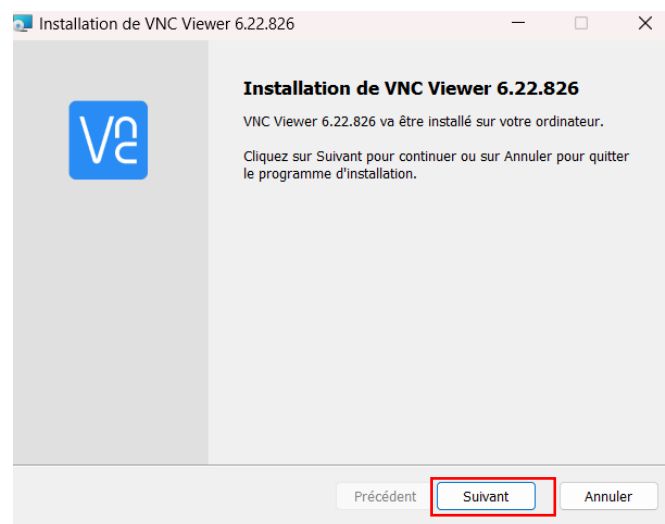 Installation de VNC Viewer 6.22.826
Installation de VNC Viewer 6.22.826
VNC Viewer 6.22.826 va être installé sur votre ordinateur.
Cliquez sur Suivant pour continuer ou sur Annuler pour quitter
le programme d'installation.
Vnc
Précédent
Suivant
Annuler